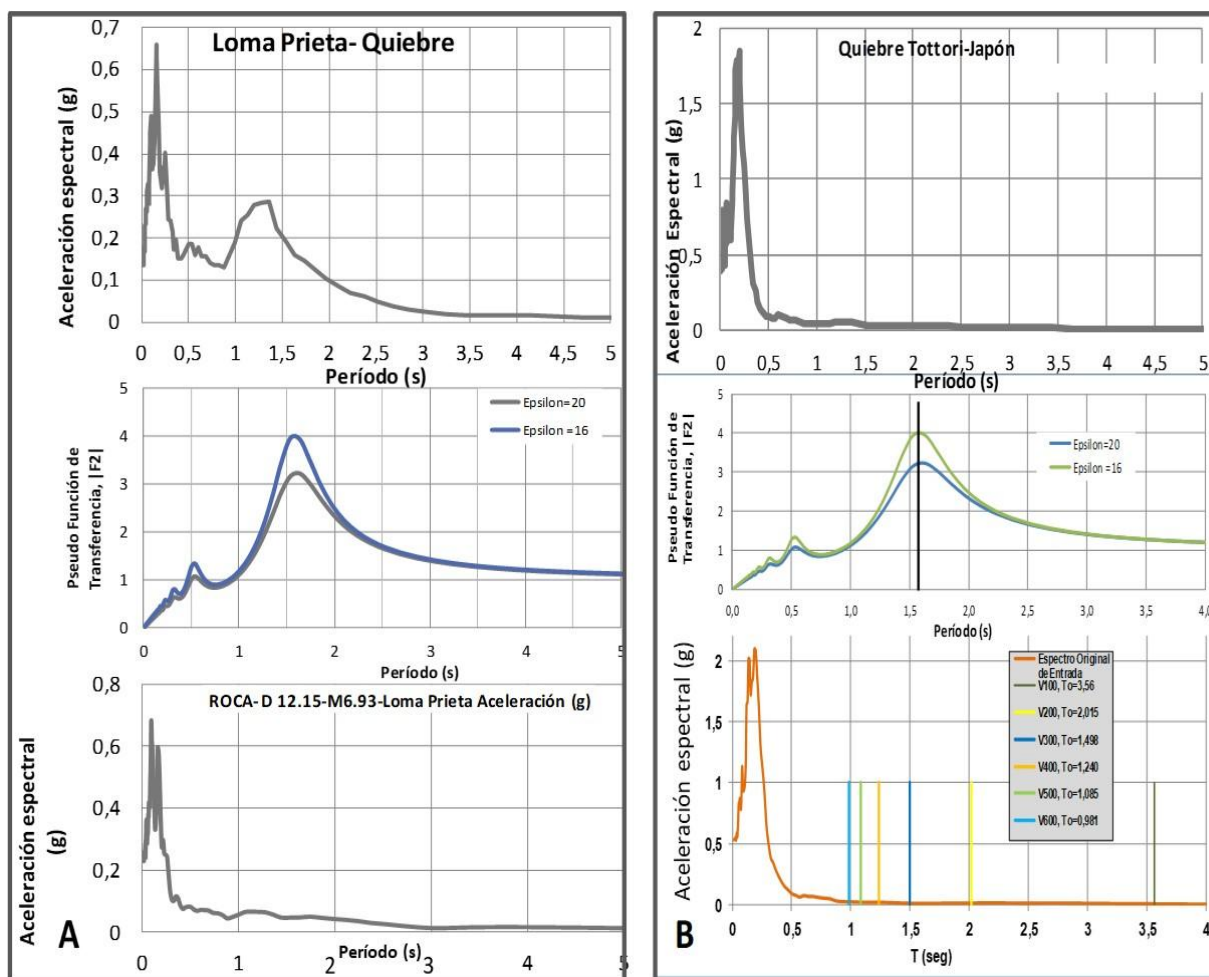 Loma Prieta- Quiebre
Aceleración espectral (g)
0,7
0,6
0,5
0,4
0,3
0,2
0,1
0
0 0,5 1 1,5 2 2,5 3 3,5 4 4,5 5
Período (s)
Pseudo Función de
Transferencia, |F2|
5
4
3
2
1
0
Epsilon=20
Epsilon =16
0 1 2 3 4 5
Período (s)
Aceleración espectral
(g)
0,8
0,6
0,4
0,2
0
ROCA- D 12.15-M6.93-Loma Prieta Aceleración (g)
0 1 2 3 4 5
Período (s)
A
Quiebre Tottori-Japón
Aceleración Espectral (g)
2
1,5
1
0,5
0
0 0,5 1 1,5 2 2,5 3 3,5 4 4,5 5
Período (s)
Pseudo Función de
Transferencia, |F2|
5
4
3
2
1
0
Epsilon=20
Epsilon =16
0,0 0,5 1,0 1,5 2,0 2,5 3,0 3,5 4,0
Período (s)
Aceleración espectral (g)
2
1,5
1
0,5
0
Espectro Original
de Entrada
V100, To=3,56
V200, To=2,015
V300, To=1,498
V400, To=1,240
V500, To=1,085
V600, To=0,981
0 0,5 1 1,5 2 2,5 3 3,5 4
T (seg)
B